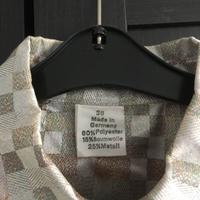 38
Made in
Germany
60%Polyester
15%Baumwolle
25%Metall